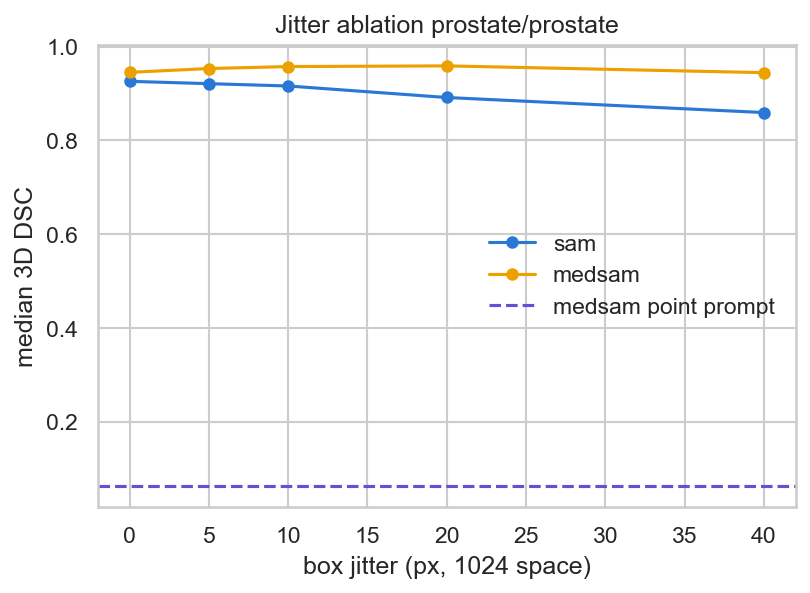 Jitter ablation prostate/prostate
1.0
0.8
0.6
0.4
0.2
median 3D DSC
sam
medsam
medsam point prompt
0 5 10 15 20 25 30 35 40
box jitter (px, 1024 space)